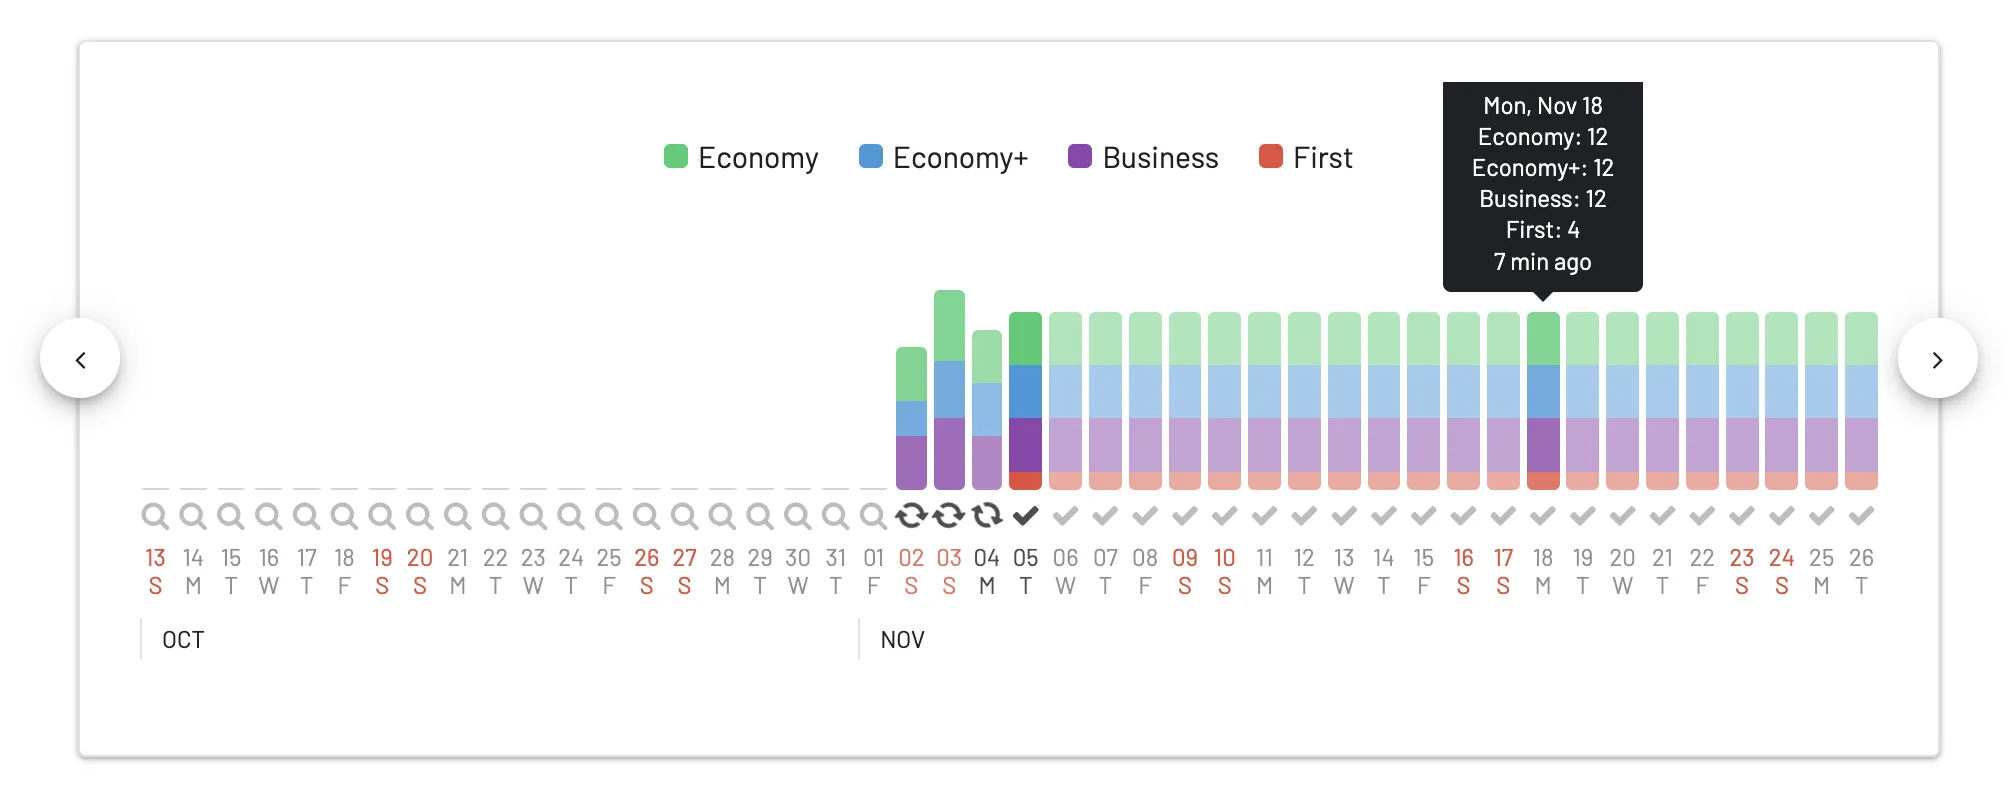 Mon, Nov 18
Economy: 12
Economy+: 12
Business: 12
First: 4
7 min ago
Economy Economy+ Business First
13 14 15 16 17 18 19 20 21 22 23 24 25 26 27 28 29 30 31 01 02 03 04 05 06 07 08 09 10 11 12 13 14 15 16 17 18 19 20 21 22 23 24 25 26
S M T W T F S S M T W T F S S M T W T F S S M T W T F S S M T W T F S S M T W T F S S M T
OCT NOV